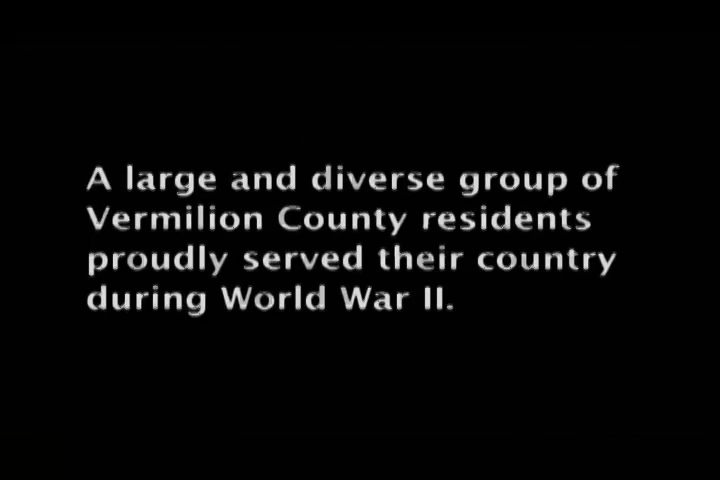 A large and diverse group of
Vermilion County residents
proudly served their country
during World War II.